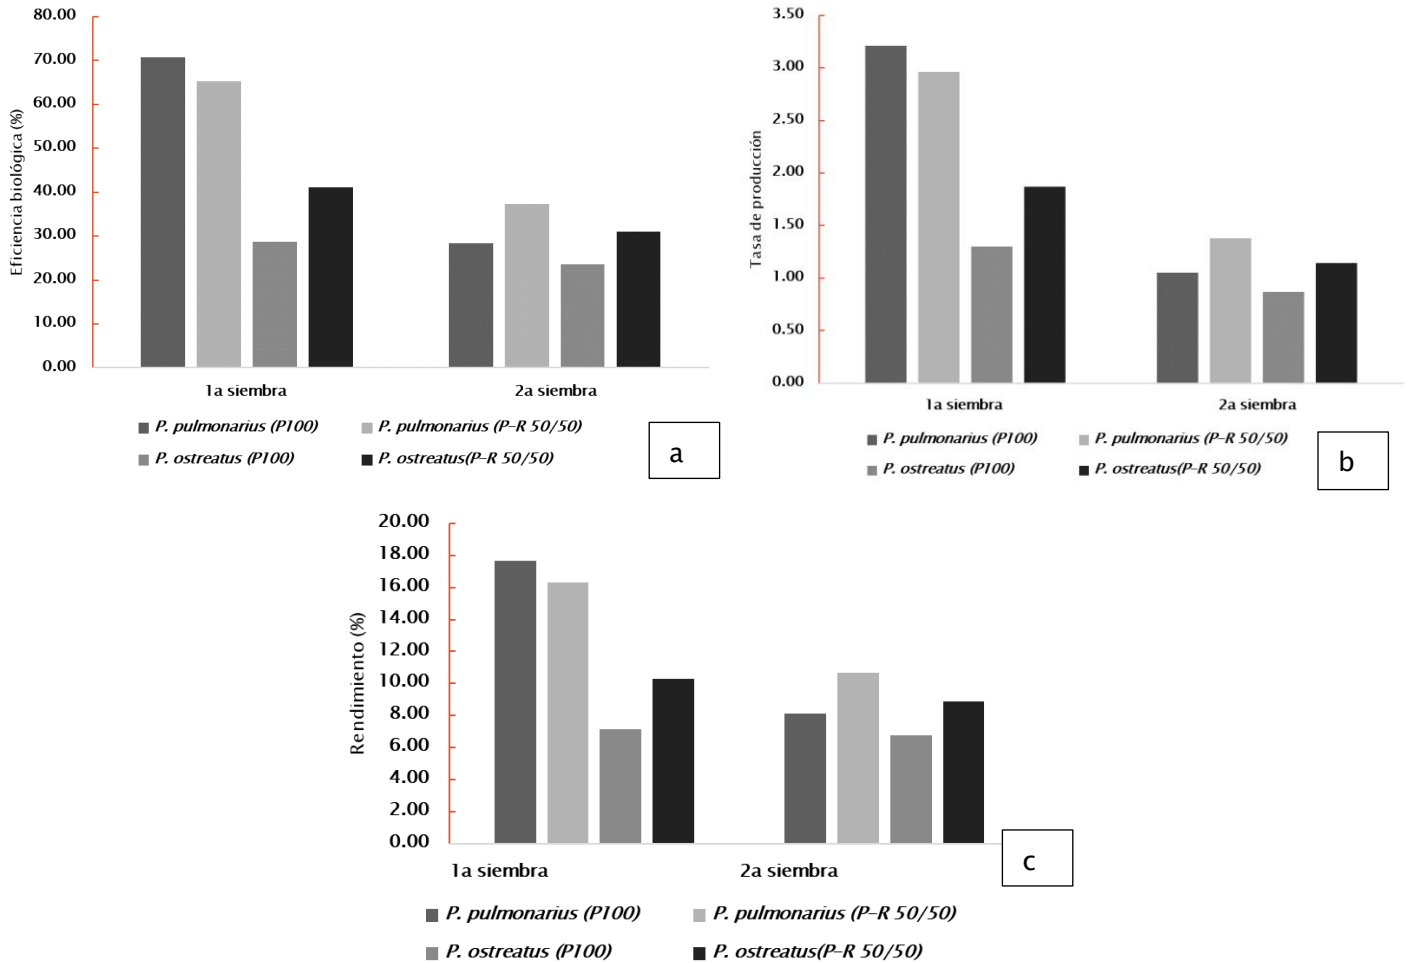 80.00
70.00
60.00
50.00
40.00
30.00
20.00
10.00
0.00
Eficiencia biológica (%)
1a siembra 2a siembra
P. pulmonarius (P100) P. pulmonarius (P–R 50/50)
P. ostreatus (P100) P. ostreatus(P–R 50/50)
a
3.50
3.00
2.50
2.00
1.50
1.00
0.50
0.00
Tasa de producción
1a siembra 2a siembra
P. pulmonarius (P100) P. pulmonarius (P–R 50/50)
P. ostreatus (P100) P. ostreatus(P–R 50/50)
b
20.00
18.00
16.00
14.00
12.00
10.00
8.00
6.00
4.00
2.00
0.00
Rendimiento (%)
1a siembra 2a siembra
P. pulmonarius (P100) P. pulmonarius (P–R 50/50)
P. ostreatus (P100) P. ostreatus(P–R 50/50)
c